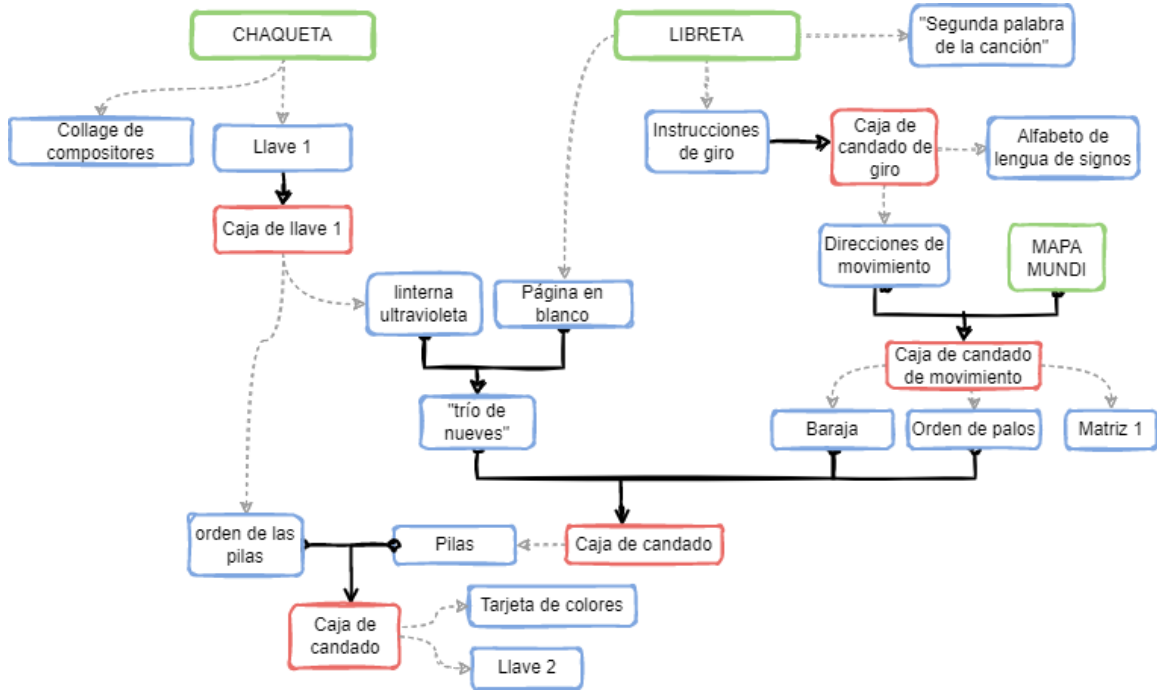 CHAQUETA
LIBRETA
"Segunda palabra
de la canción"
Collage de
compositores
Llave 1
Instrucciones
de giro
Caja de
candado de
giro
Alfabeto de
lengua de signos
Caja de llave 1
Direcciones de
movimiento
MAPA
MUNDI
linterna
ultravioleta
Página en
blanco
Caja de candado
de movimiento
"trío de
nueves"
Baraja
Orden de palos
Matriz 1
orden de las
pilas
Pilas
Caja de candado
Caja de
candado
Tarjeta de colores
Llave 2